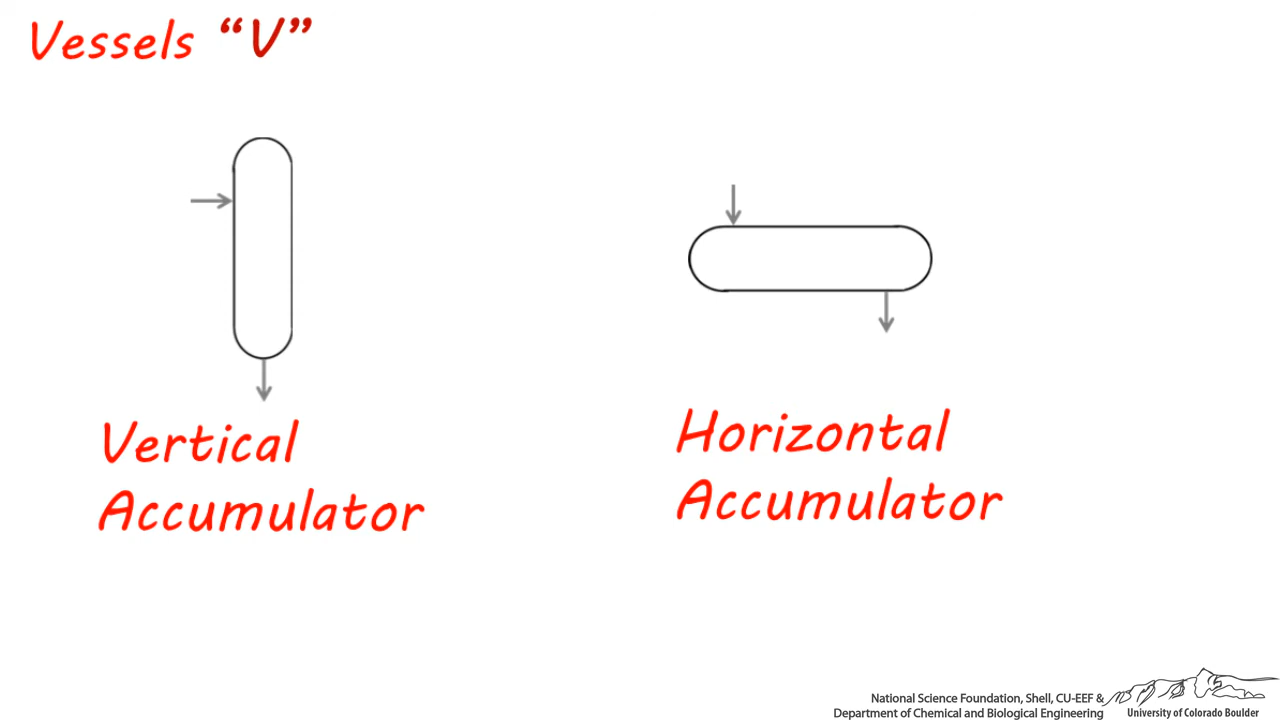 Vessels “V”
Vertical
Accumulator
Horizontal
Accumulator
National Science Foundation, Shell, CU-EEF &
Department of Chemical and Biological Engineering
University of Colorado Boulder